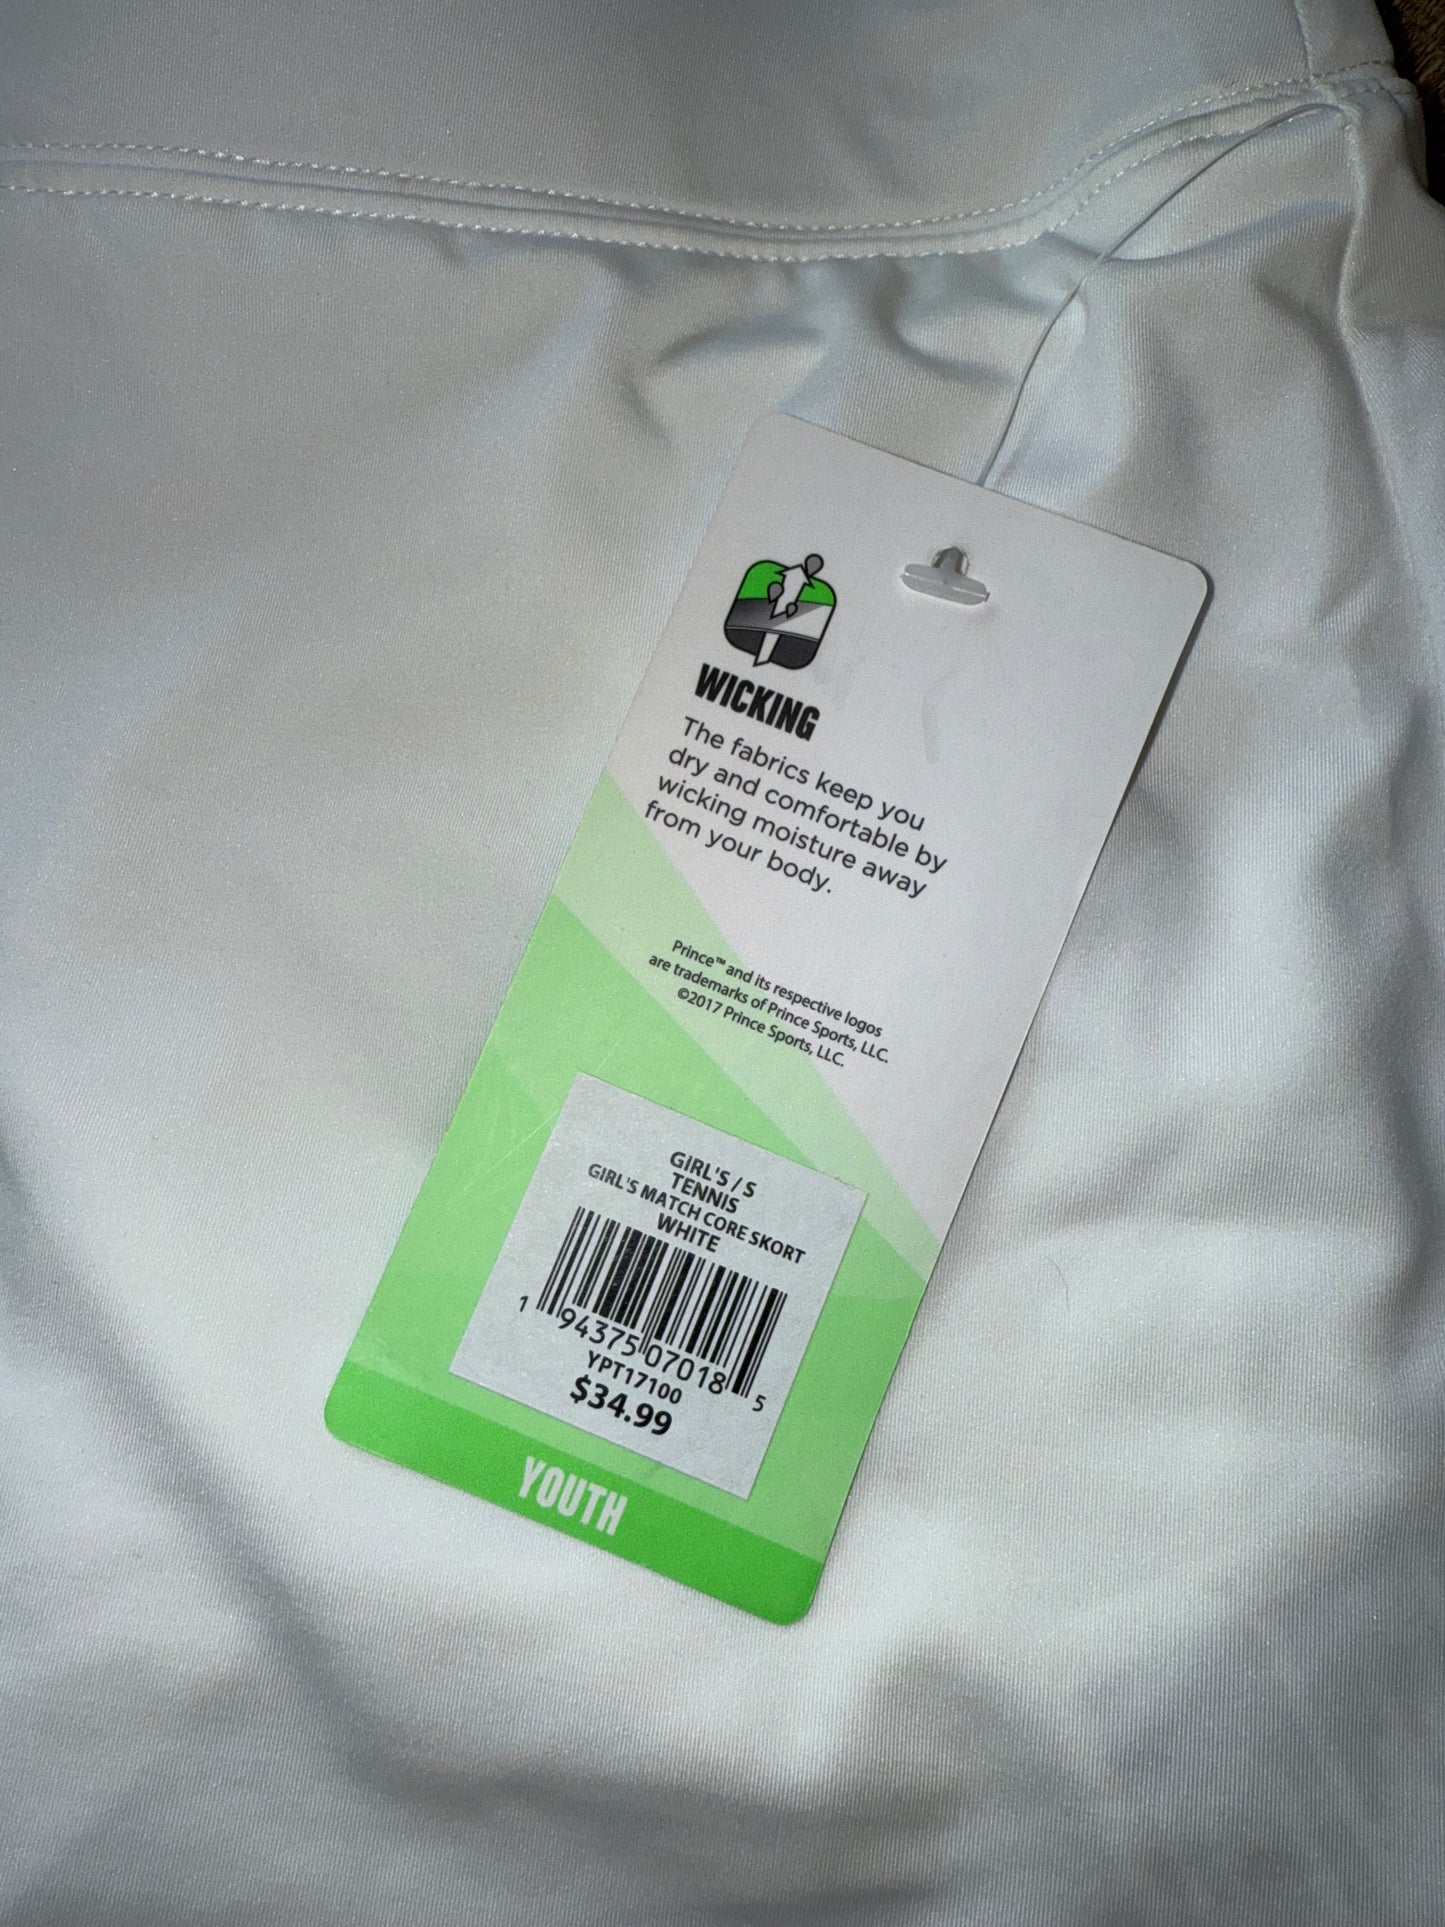 WICKING
The fabrics keep you
dry and comfortable by
wicking moisture away
from your body.
Prince™ and its respective logos
are trademarks of Prince Sports, LLC.
©2017 Prince Sports, LLC.
GIRL'S / S
TENNIS
GIRL'S MATCH CORE SKORT
WHITE
1 94375 07018 5
YPT17100
$34.99
YOUTH